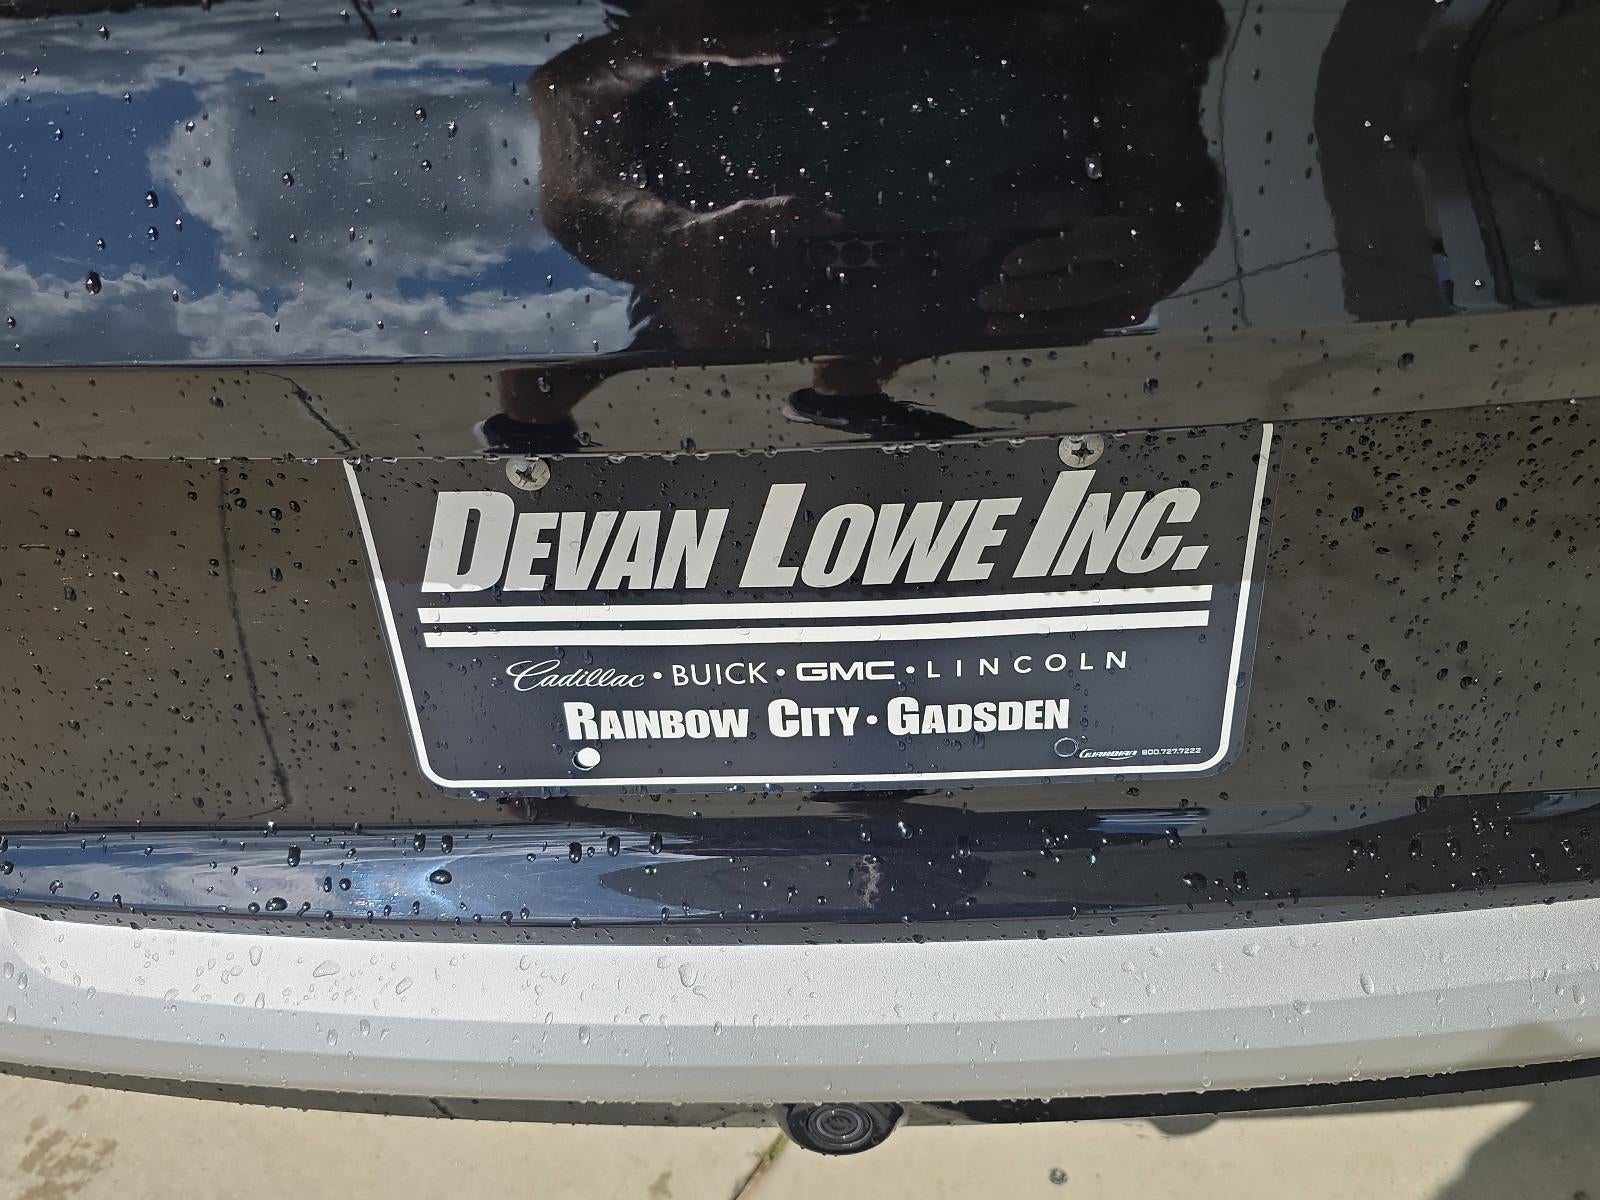 DEVAN LOWE INC.
Cadillac • BUICK • GMC • LINCOLN
RAINBOW CITY • GADSDEN
GUARDIAN 800.727.7222